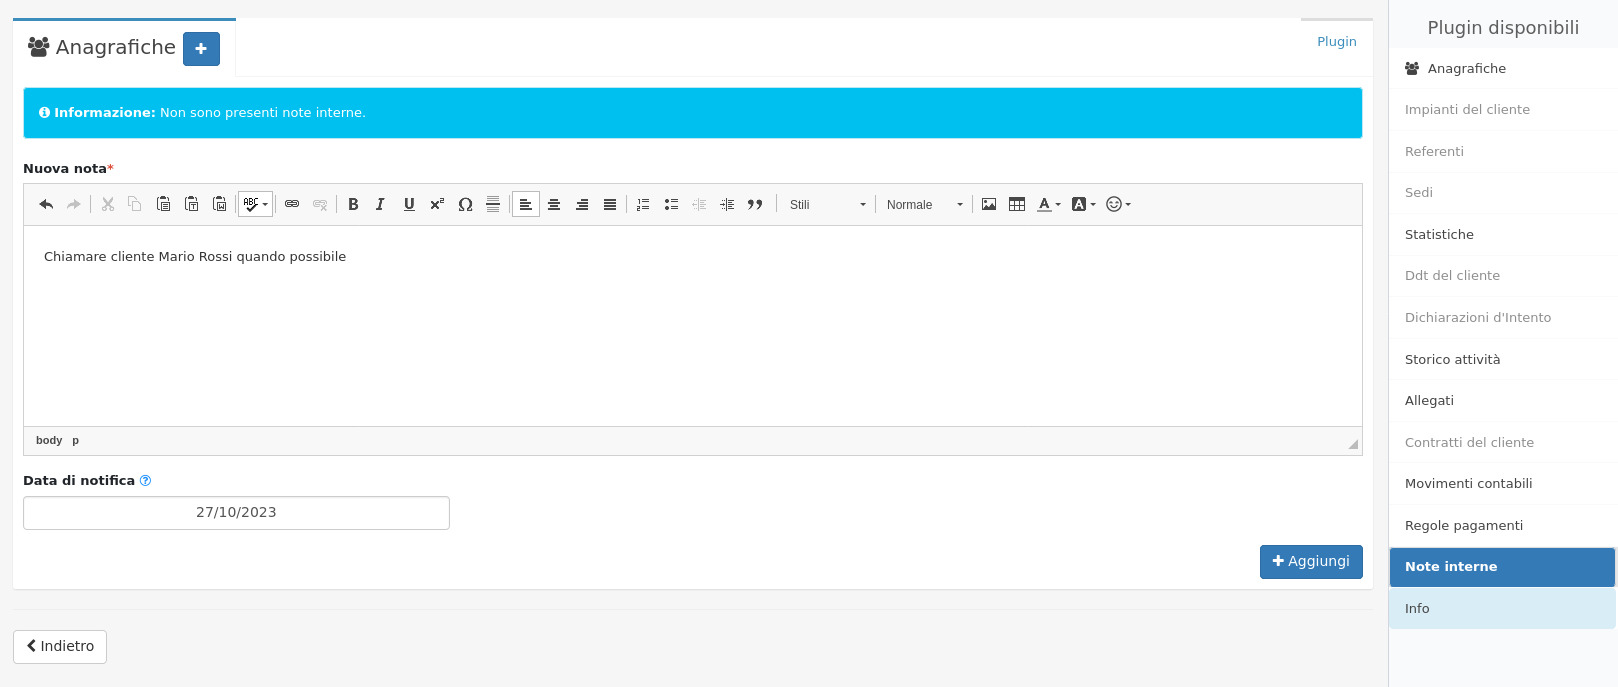 Anagrafiche
Plugin
Informazione: Non sono presenti note interne.
Nuova nota*
ABC
B I U x² Ω
Stili
Normale
A
A
Chiamare cliente Mario Rossi quando possibile
body p
Data di notifica
27/10/2023
+ Aggiungi
Indietro
Plugin disponibili
Anagrafiche
Impianti del cliente
Referenti
Sedi
Statistiche
Ddt del cliente
Dichiarazioni d'Intento
Storico attività
Allegati
Contratti del cliente
Movimenti contabili
Regole pagamenti
Note interne
Info